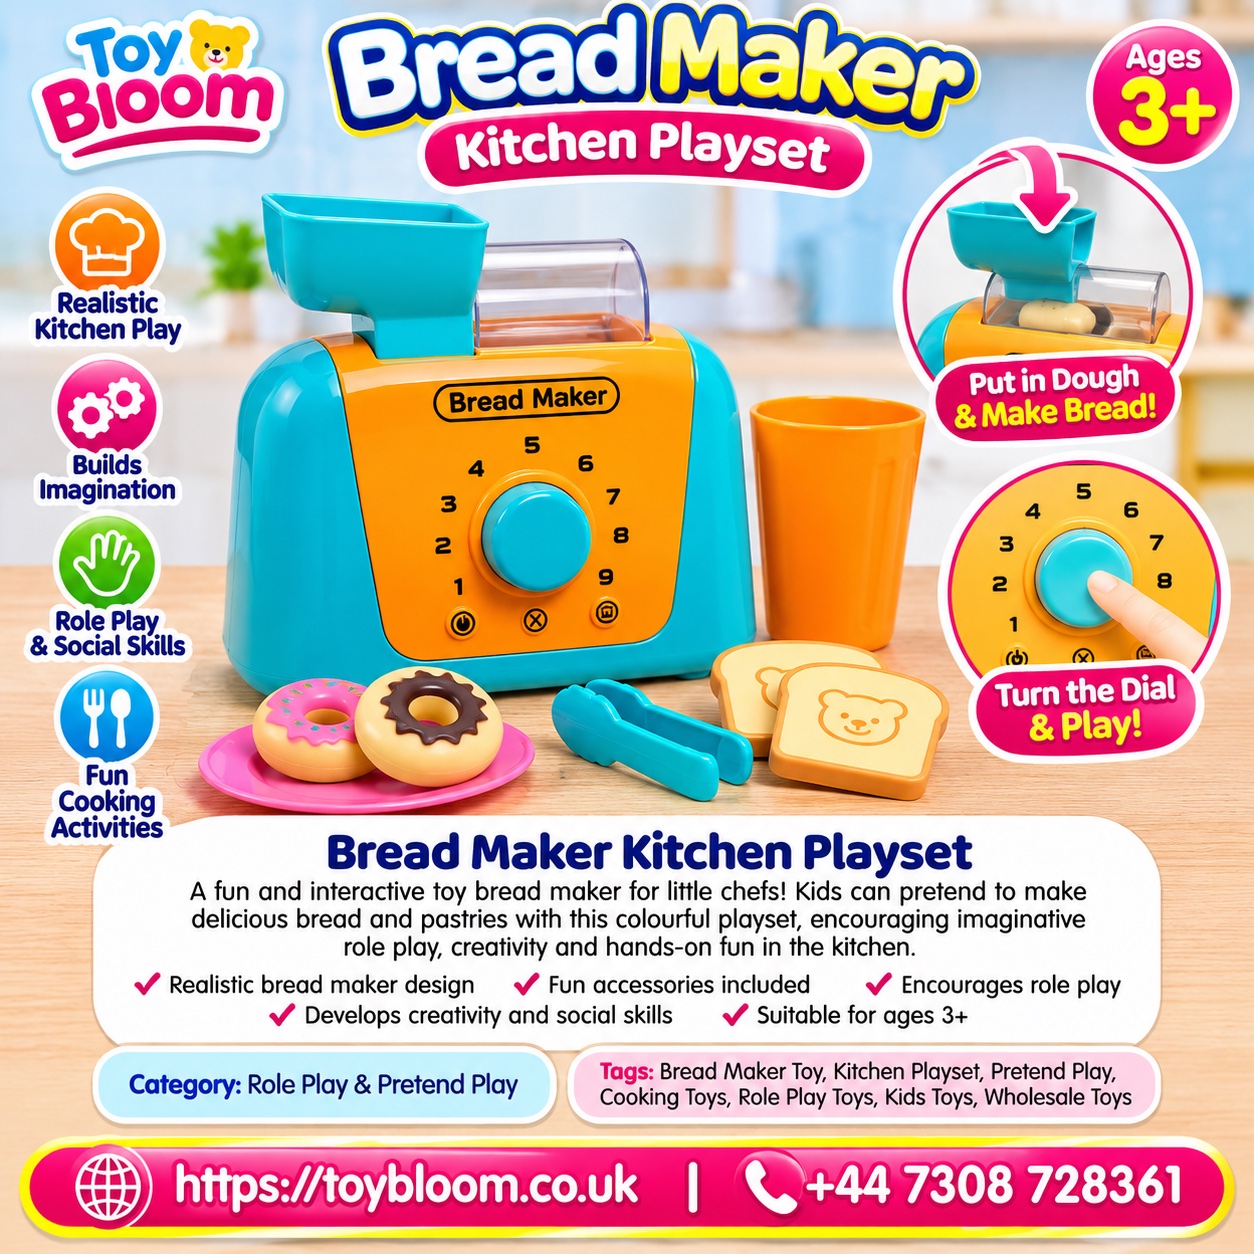 Toy
Bloom
Bread Maker
Kitchen Playset
Ages
3+
Realistic
Kitchen Play
Builds
Imagination
Role Play
& Social Skills
Fun
Cooking
Activities
Bread Maker
5
4
6
3
7
2
8
1
9
Put in Dough
& Make Bread!
5
4
6
3
7
2
8
1
Turn the Dial
& Play!
Bread Maker Kitchen Playset
A fun and interactive toy bread maker for little chefs! Kids can pretend to make
delicious bread and pastries with this colourful playset, encouraging imaginative
role play, creativity and hands-on fun in the kitchen.
Realistic bread maker design Fun accessories included Encourages role play
Develops creativity and social skills Suitable for ages 3+
Category: Role Play & Pretend Play
Tags: Bread Maker Toy, Kitchen Playset, Pretend Play,
Cooking Toys, Role Play Toys, Kids Toys, Wholesale Toys
https://toybloom.co.uk | +44 7308 728361